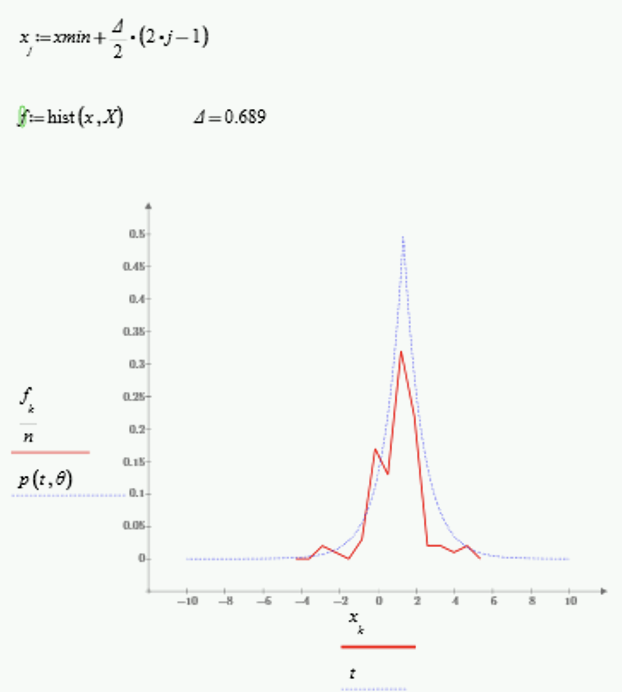 x_j:=xmin+Δ/2·(2·j−1)
f:=hist(x,X) Δ=0.689
0.5
0.45
0.4
0.35
0.3
0.25
0.2
0.15
0.1
0.05
0
f_k/n
p(t,θ)
−10 −8 −6 −4 −2 0 2 4 6 8 10
x_k
t